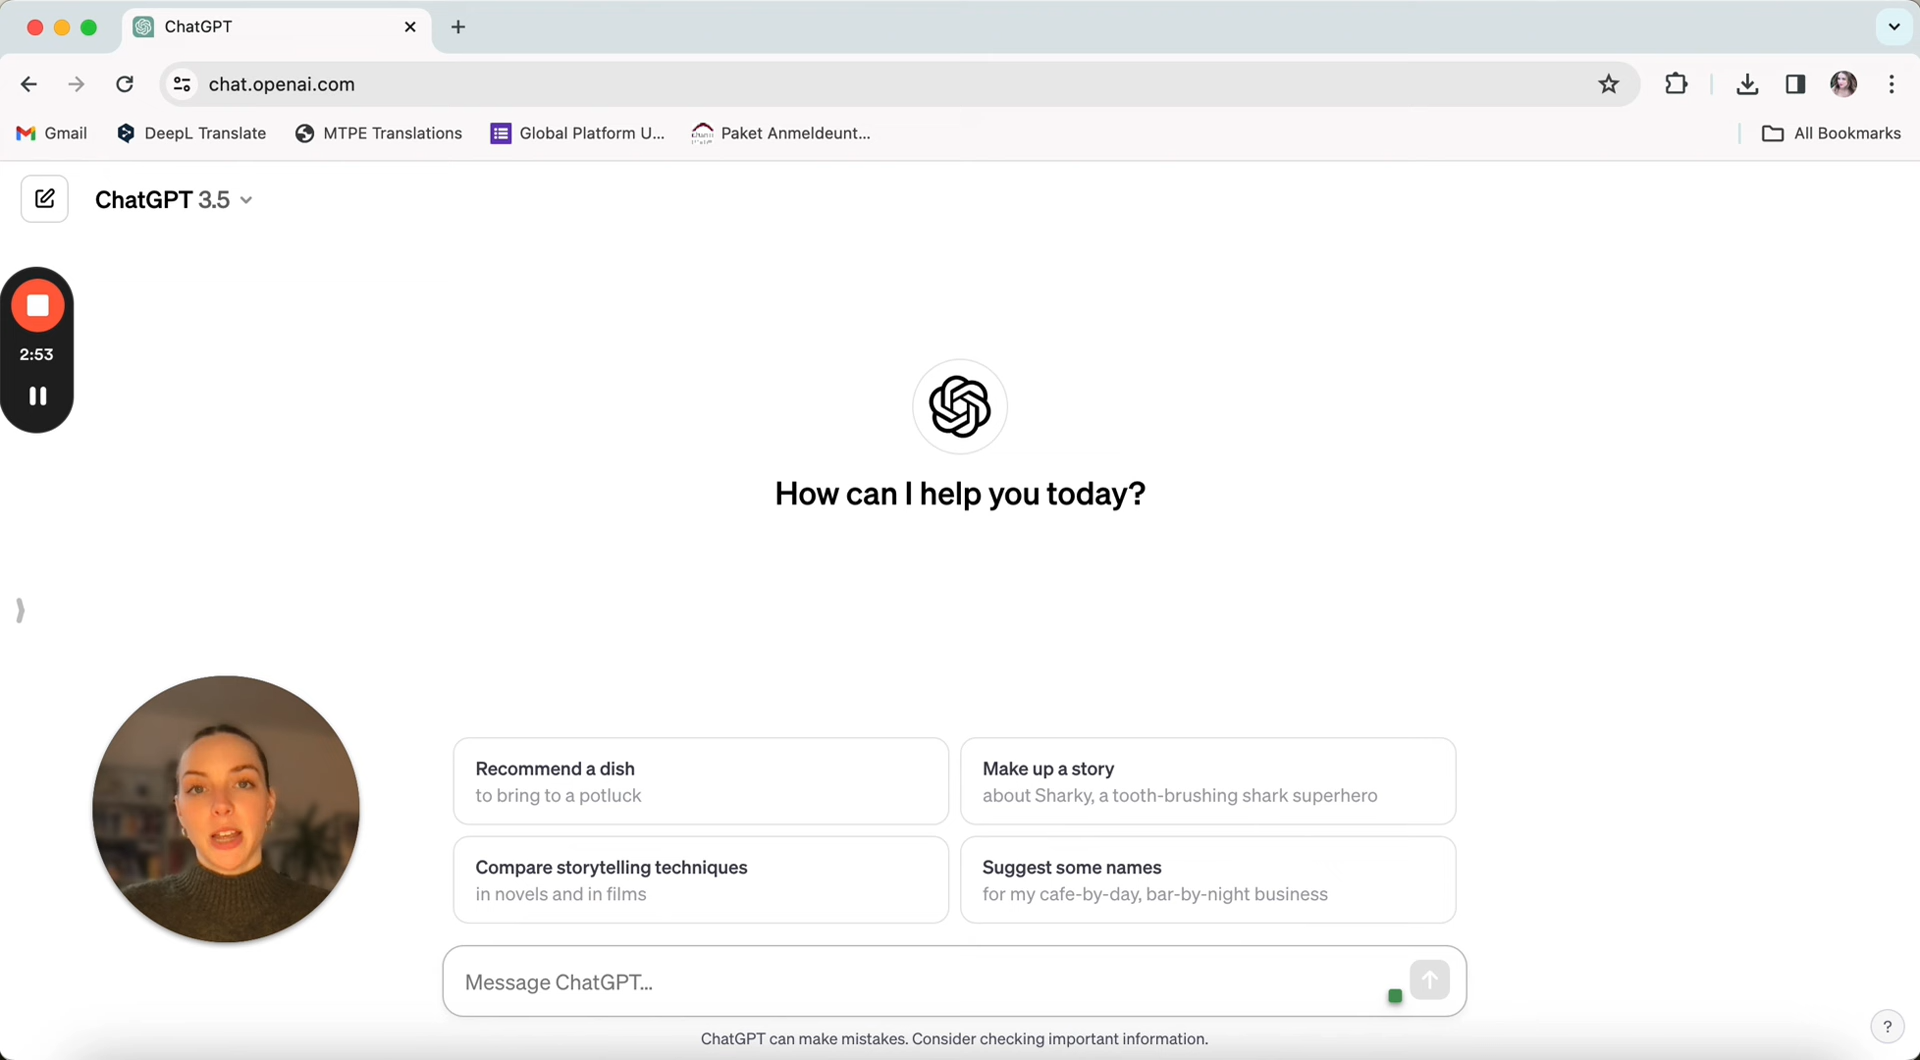 ChatGPT
chat.openai.com
Gmail
DeepL Translate
MTPE Translations
Global Platform U...
Paket Anmeldeunt...
All Bookmarks
ChatGPT 3.5
2:53
How can I help you today?
Recommend a dish
to bring to a potluck
Make up a story
about Sharky, a tooth-brushing shark superhero
Compare storytelling techniques
in novels and in films
Suggest some names
for my cafe-by-day, bar-by-night business
Message ChatGPT...
ChatGPT can make mistakes. Consider checking important information.
?